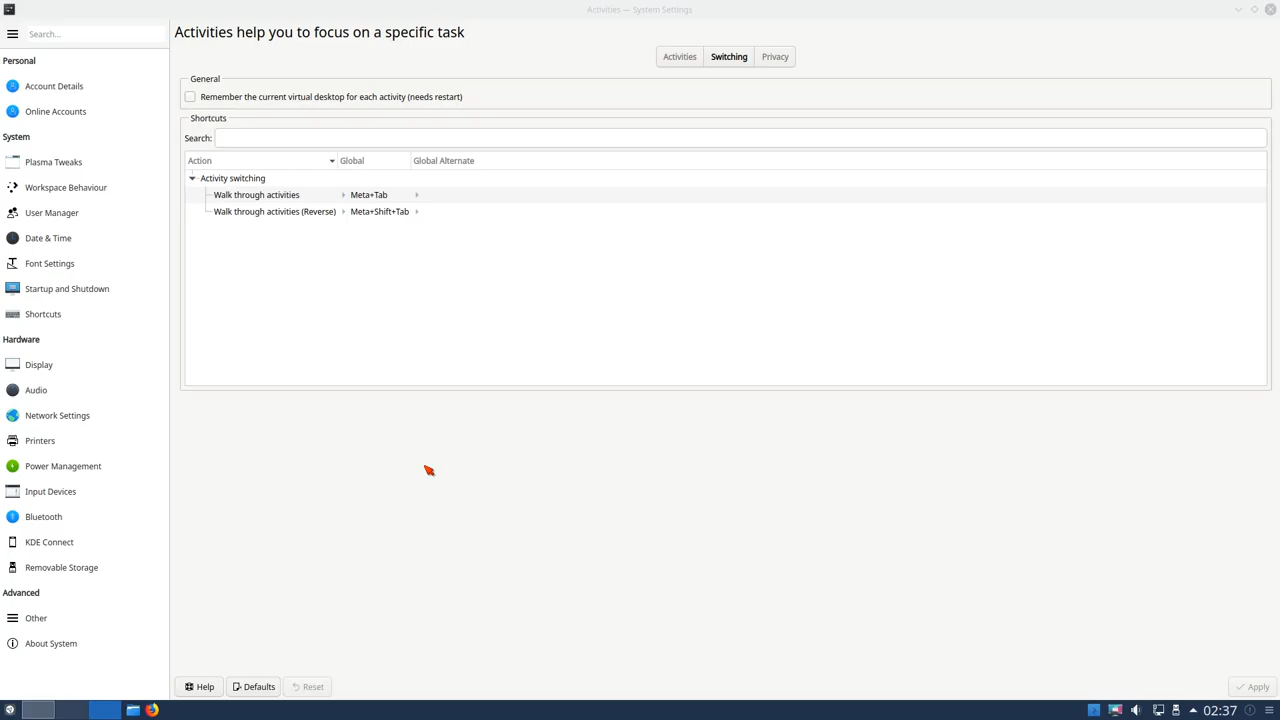 Activities — System Settings
Search...
Activities help you to focus on a specific task
Activities
Switching
Privacy
Personal
Account Details
Online Accounts
System
Plasma Tweaks
Workspace Behaviour
User Manager
Date & Time
Font Settings
Startup and Shutdown
Shortcuts
Hardware
Display
Audio
Network Settings
Printers
Power Management
Input Devices
Bluetooth
KDE Connect
Removable Storage
Advanced
Other
About System
General
Remember the current virtual desktop for each activity (needs restart)
Shortcuts
Search:
Action Global Global Alternate
Activity switching
Walk through activities Meta+Tab
Walk through activities (Reverse) Meta+Shift+Tab
Help
Defaults
Reset
Apply
02:37